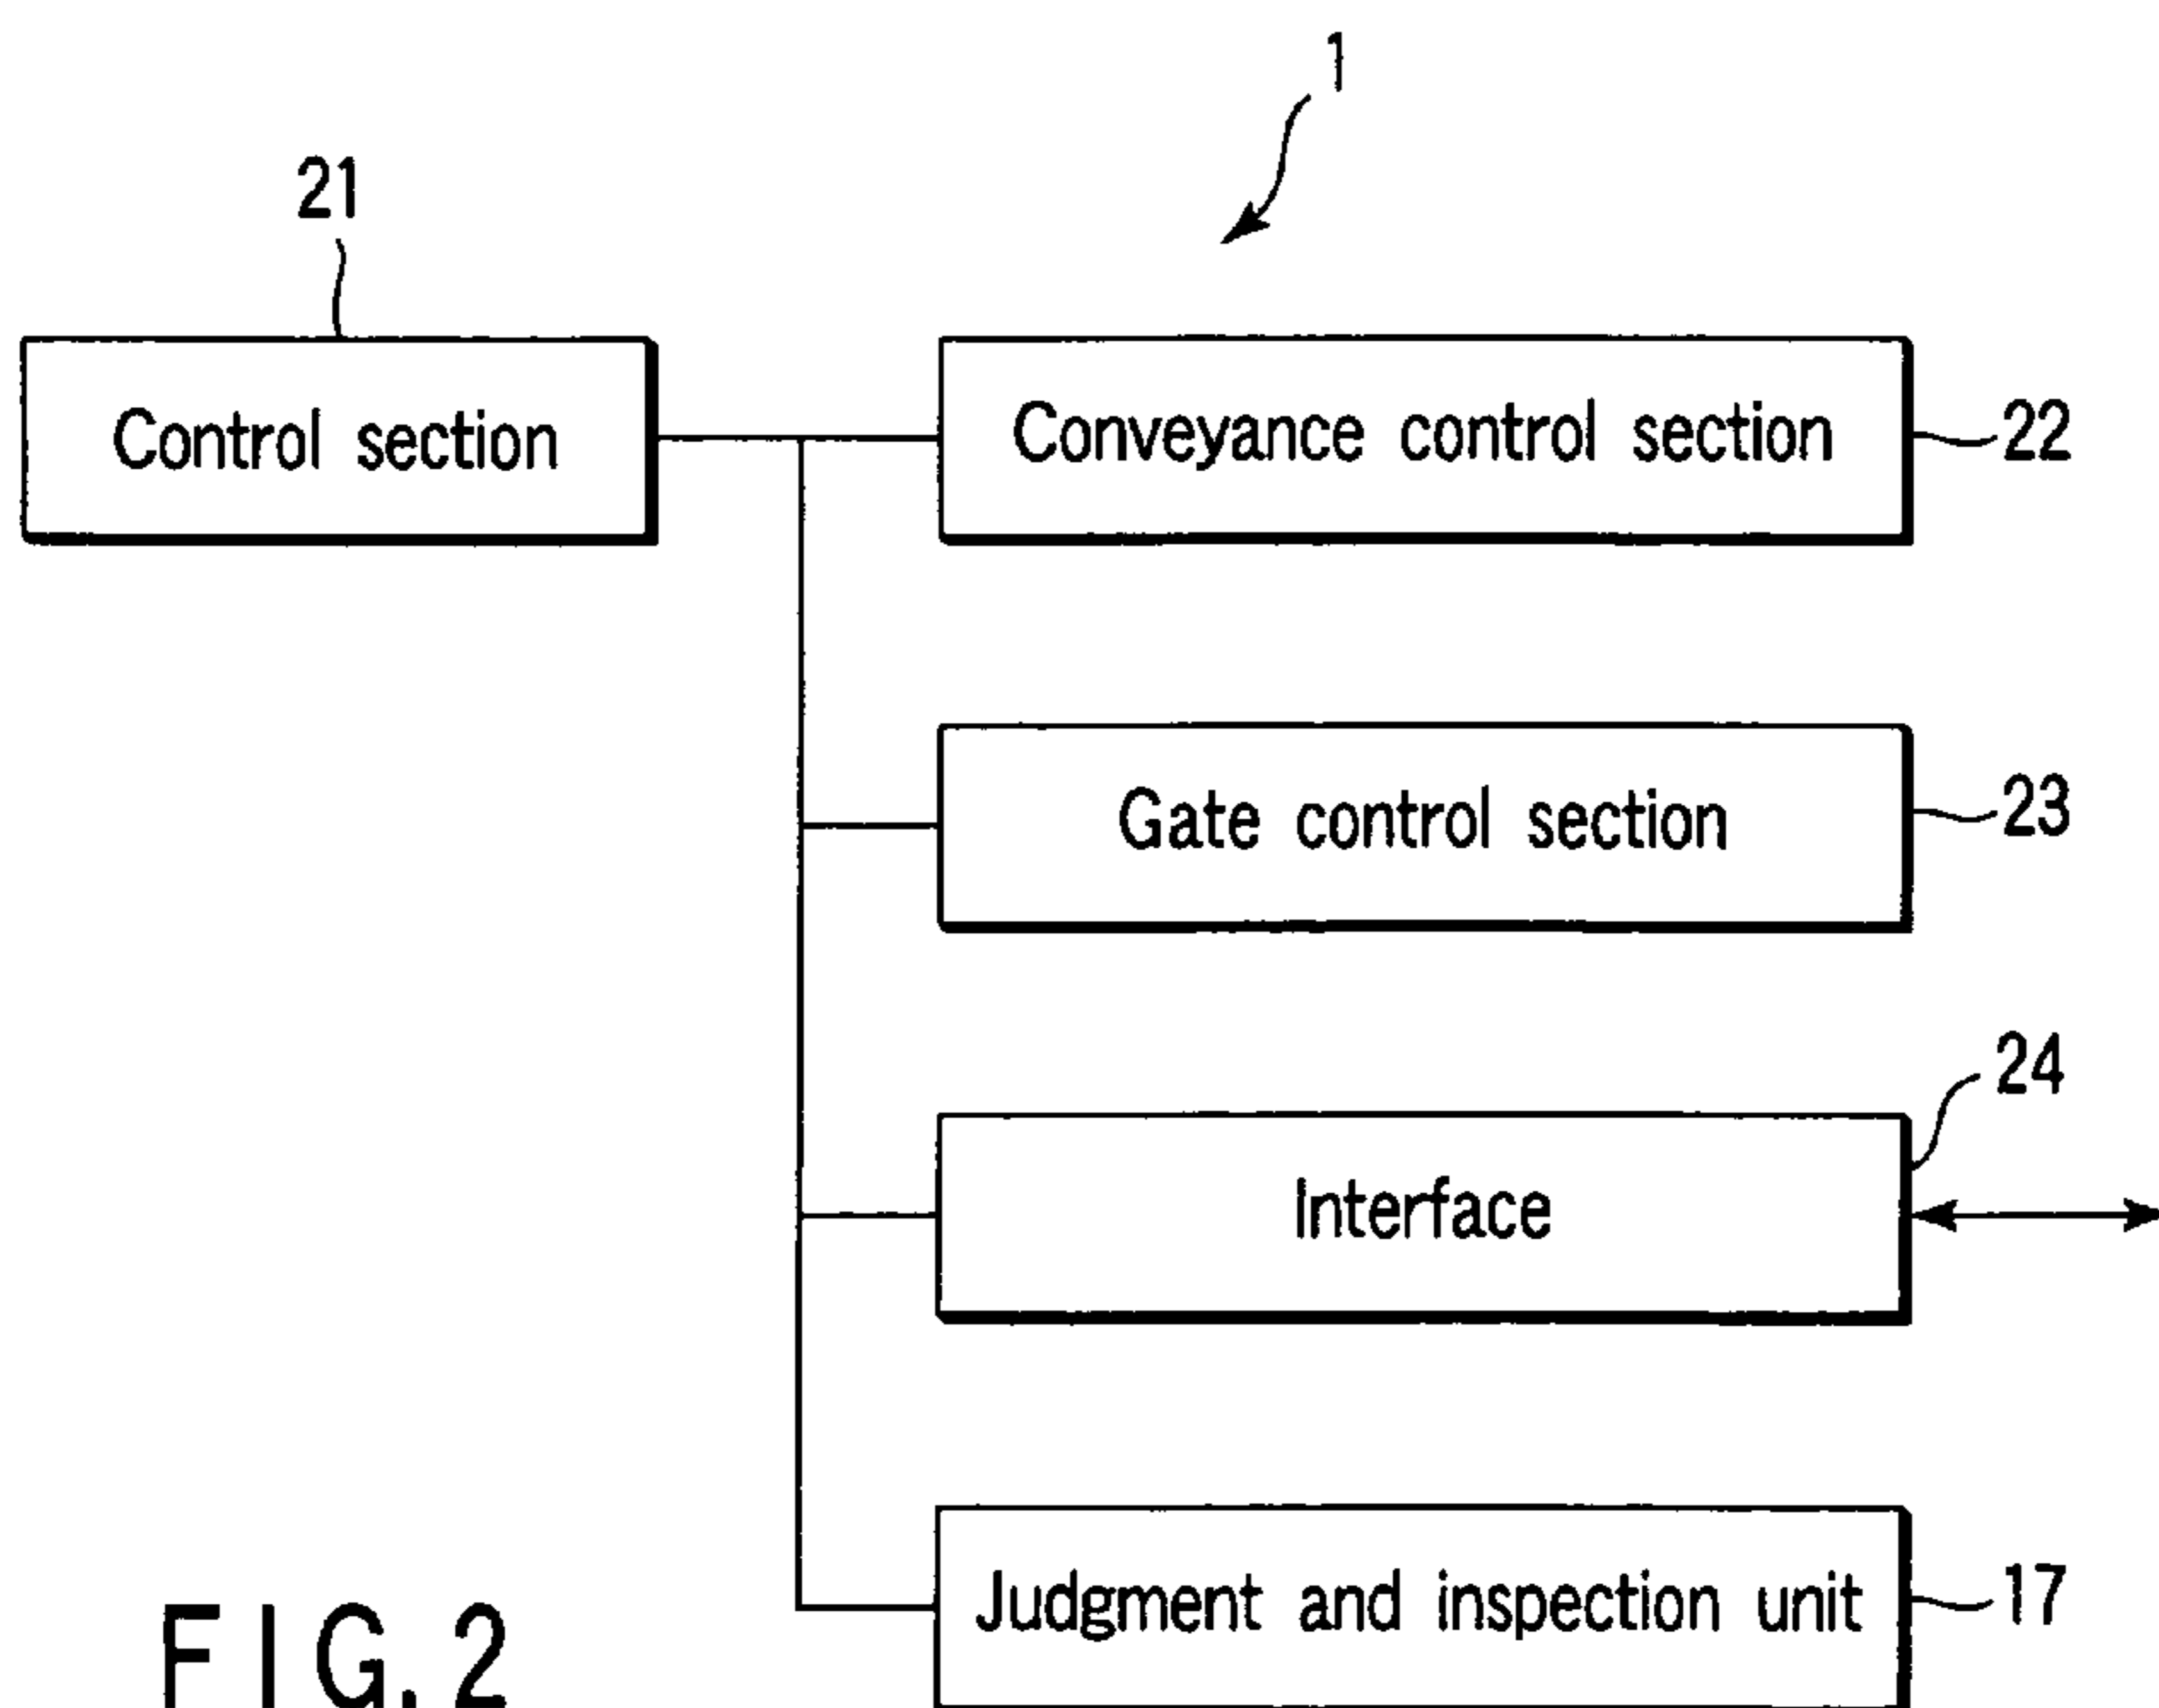 1
21
Control section
Conveyance control section
22
Gate control section
23
24
Interface
Judgment and inspection unit
17
FIG. 2